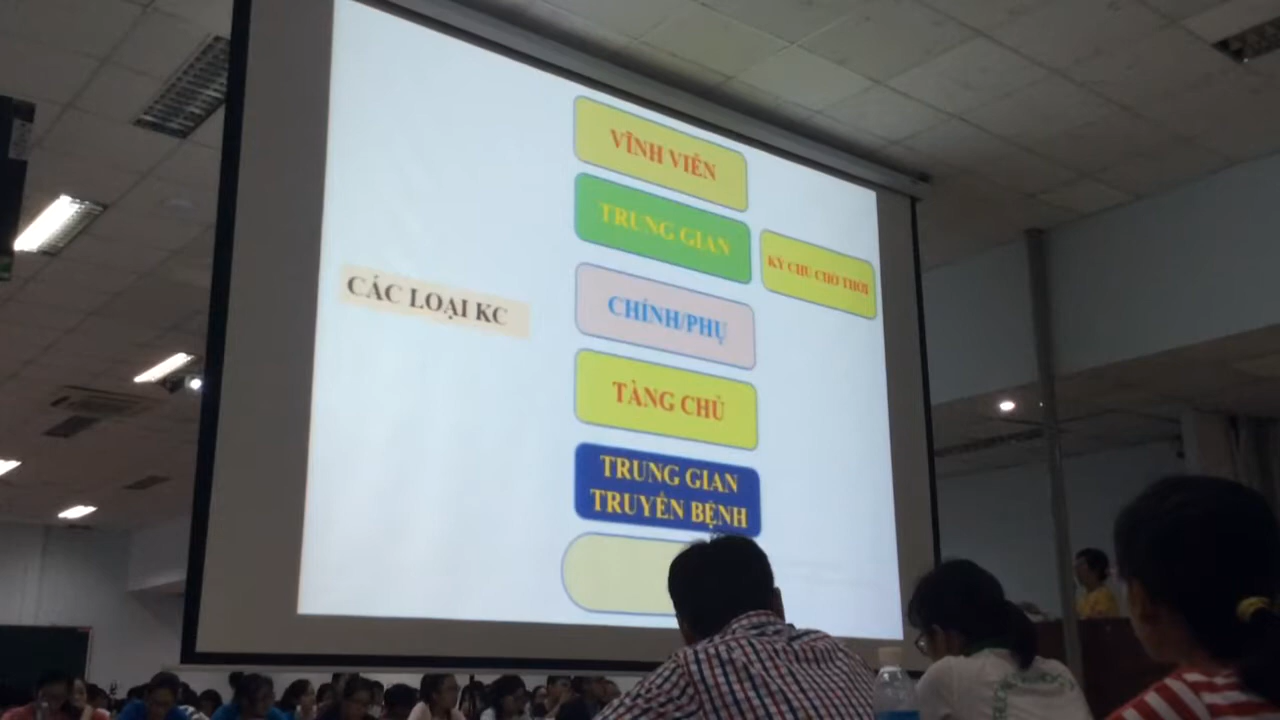 VĨNH VIỄN
TRUNG GIAN
KÝ CHỦ CHỜ THỜI
CÁC LOẠI KC
CHÍNH/PHỤ
TÀNG CHỦ
TRUNG GIAN
TRUYỀN BỆNH